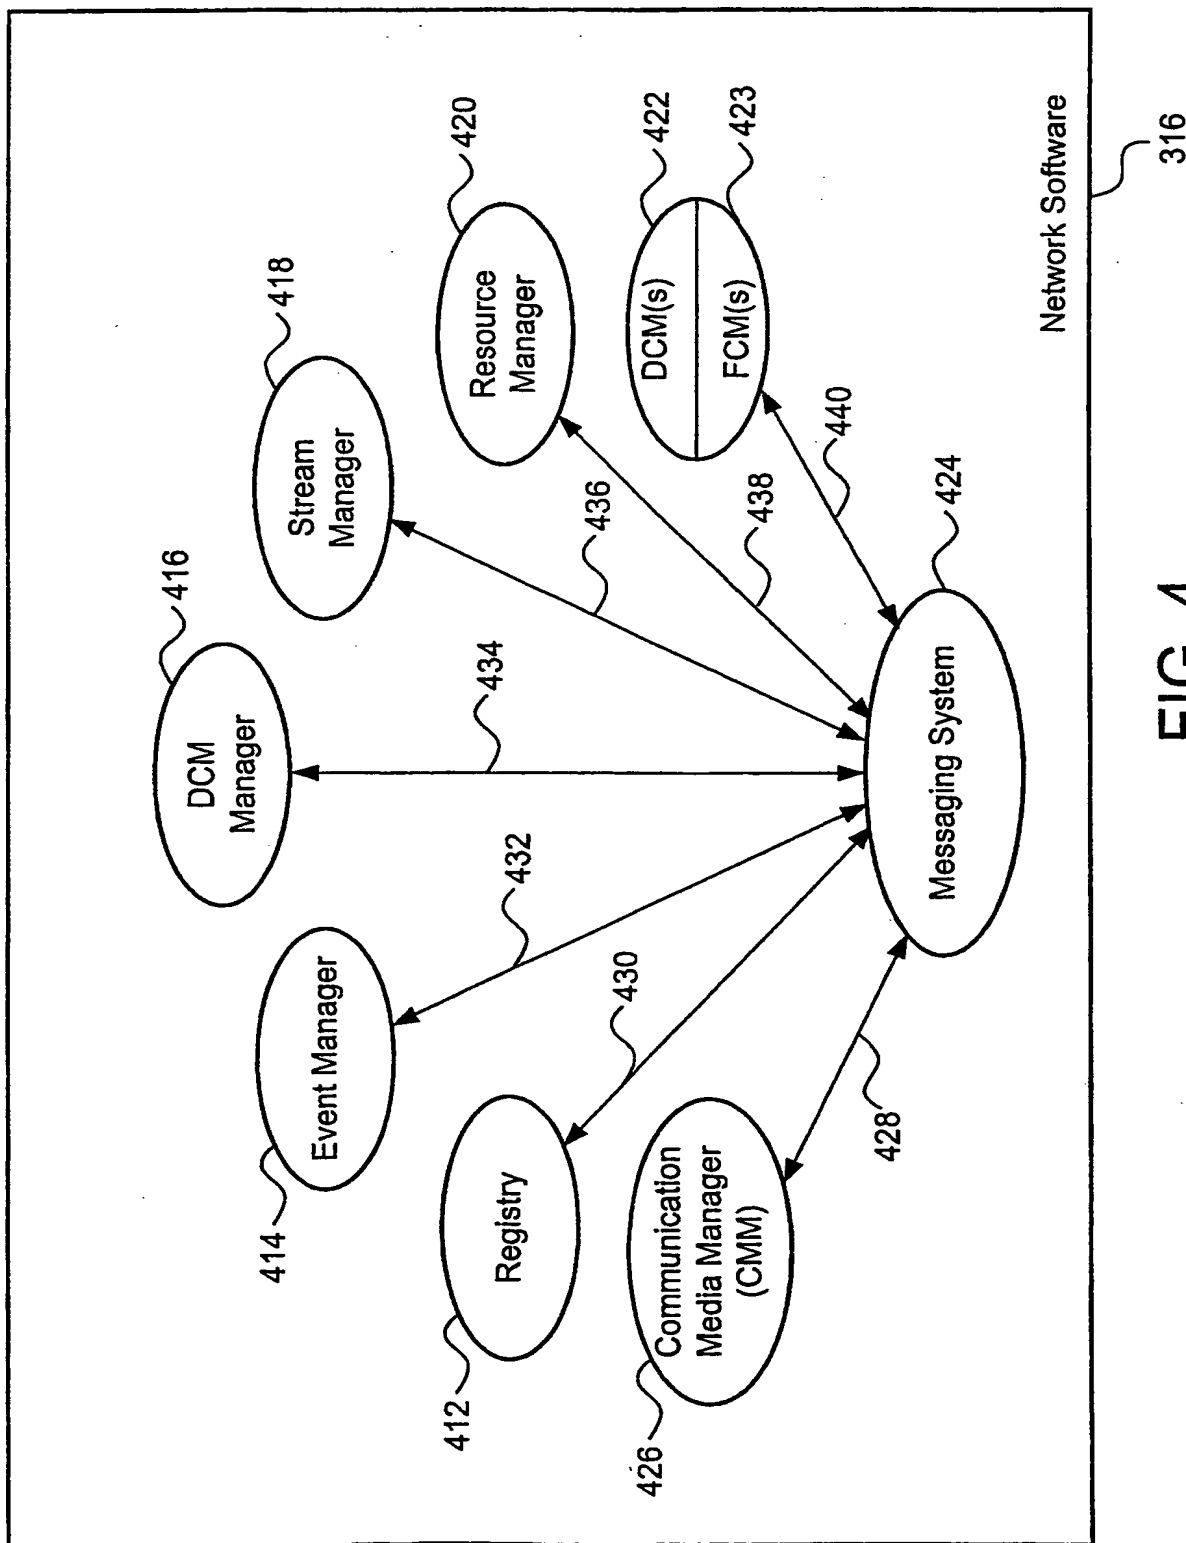 416
DCM
Manager
418
Stream
Manager
414
Event Manager
434
432
436
420
Resource
Manager
412
Registry
430
438
422
DCM(s)
FCM(s)
423
426
Communication
Media Manager
(CMM)
428
440
424
Messaging System
Network Software
316
FIG. 4